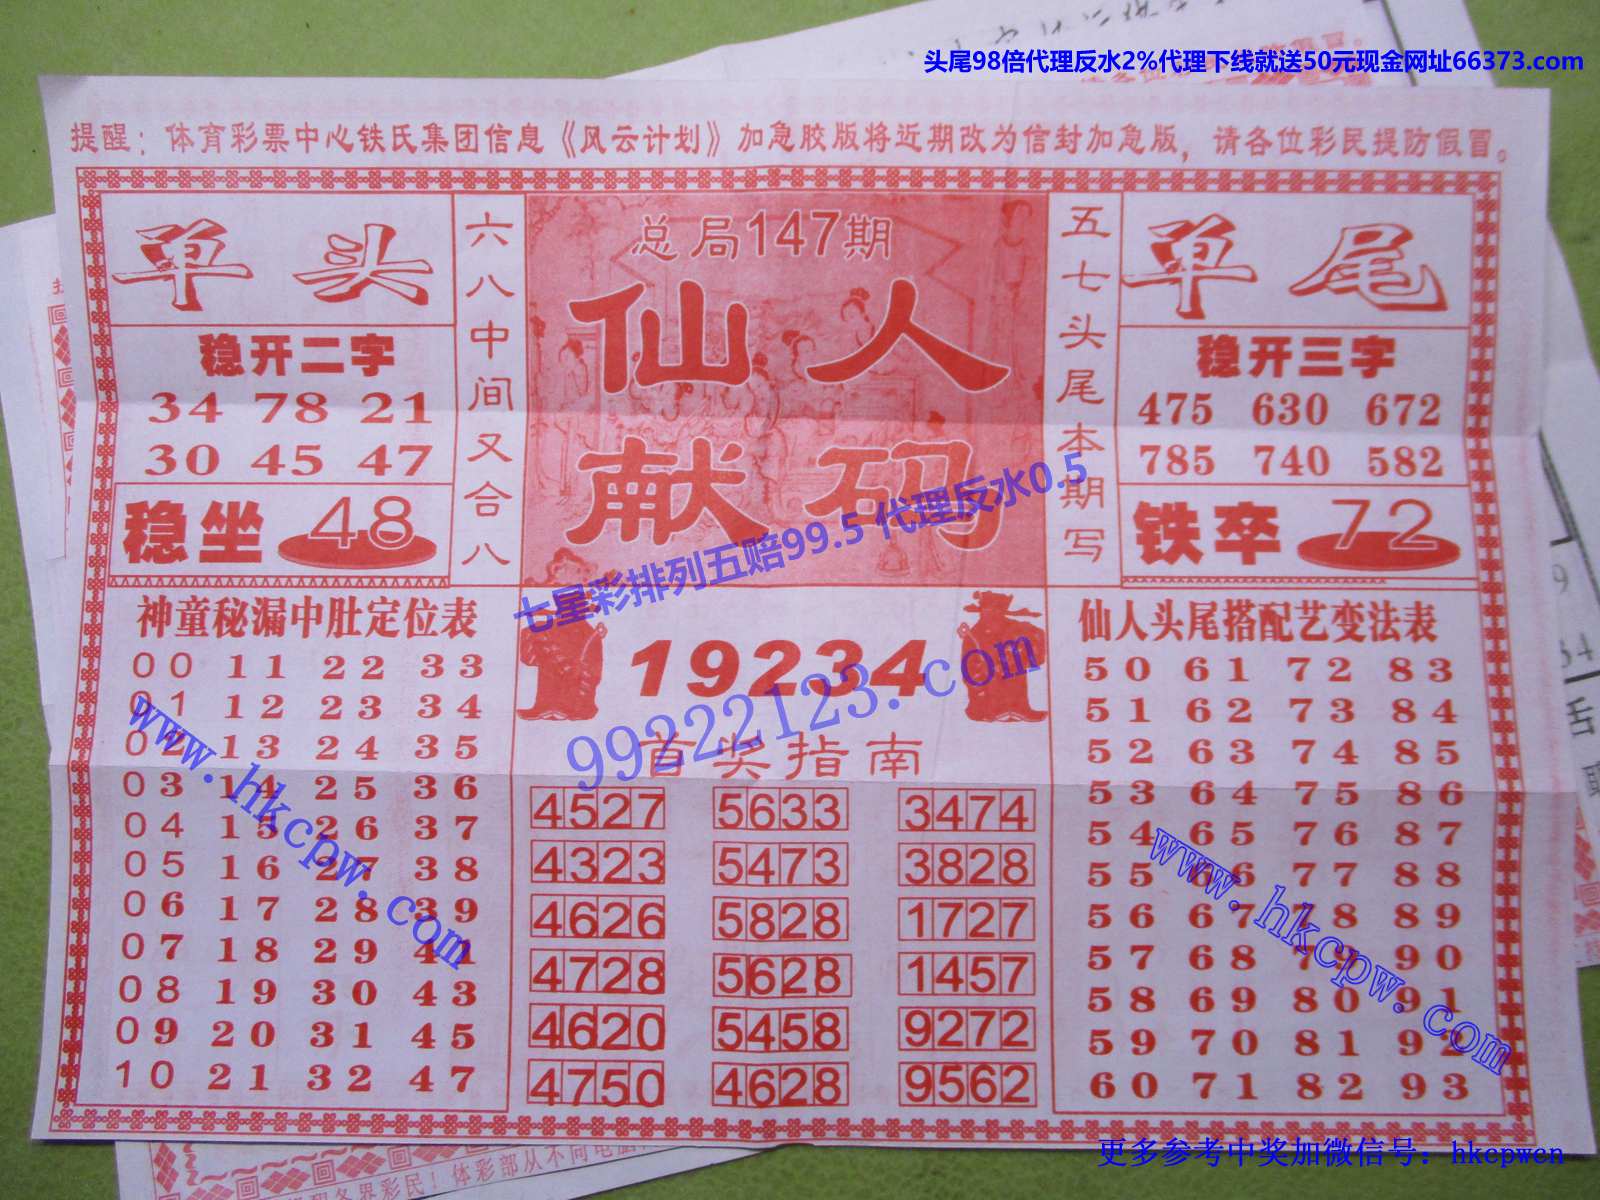 头尾98倍代理反水2%代理下线就送50元现金网址66373.com
提醒：体育彩票中心铁氏集团信息《风云计划》加急胶版将近期改为信封加急版，请各位彩民提防假冒。
单头
稳开二字
34 78 21
30 45 47
稳坐 48
六八中间又合八
总局147期
仙人
献码
五七头尾本期写
单尾
稳开三字
475 630 672
785 740 582
铁卒 72
七星彩排列五赔99.5 代理反水0.5
99222123.com
神童秘漏中肚定位表
00 11 22 33
01 12 23 34
02 13 24 35
03 14 25 36
04 15 26 37
05 16 27 38
06 17 28 39
07 18 29 41
08 19 30 43
09 20 31 45
10 21 32 47
www.hkcpw.com
19234
首奖指南
4527 5633 3474
4323 5473 3828
4626 5828 1727
4728 5628 1457
4620 5458 9272
4750 4628 9562
仙人头尾搭配艺变法表
50 61 72 83
51 62 73 84
52 63 74 85
53 64 75 86
54 65 76 87
55 66 77 88
56 67 78 89
57 68 79 90
58 69 80 91
59 70 81 92
60 71 82 93
www.hkcpw.com
更多参考中奖加微信号：hkcpwcn
各界彩民！体彩部从不同电脑